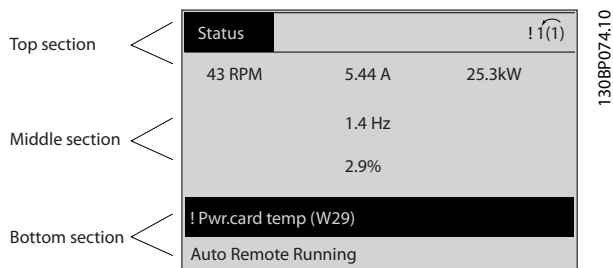 Top section
Status
! 1(1)
43 RPM 5.44 A 25.3kW
Middle section
1.4 Hz
2.9%
Bottom section
! Pwr.card temp (W29)
Auto Remote Running
130BP074.10